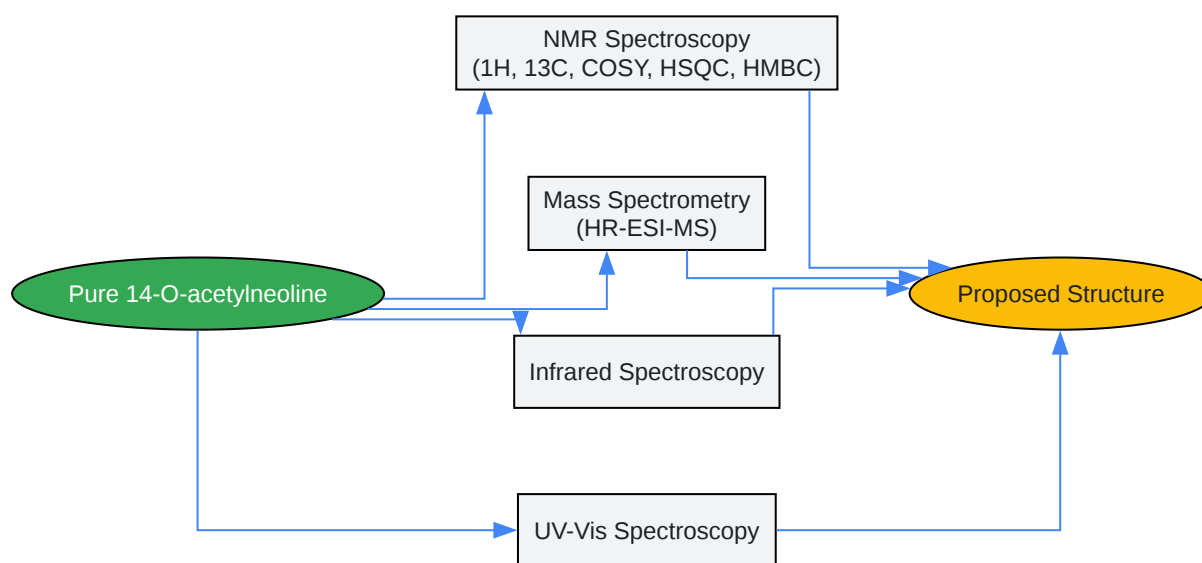 NMR Spectroscopy
(1H, 13C, COSY, HSQC, HMBC)
Mass Spectrometry
(HR-ESI-MS)
Pure 14-O-acetylneoline
Proposed Structure
Infrared Spectroscopy
UV-Vis Spectroscopy